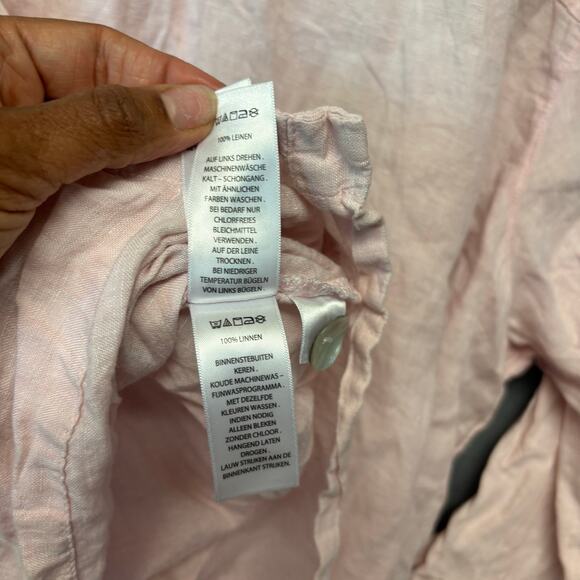 100% LEINEN
AUF LINKS DREHEN .
MASCHINENWÄSCHE
KALT – SCHONGANG .
MIT ÄHNLICHEN
FARBEN WASCHEN .
BEI BEDARF NUR
CHLORFREIES
BLEICHMITTEL
VERWENDEN .
AUF DER LEINE
TROCKNEN .
BEI NIEDRIGER
TEMPERATUR BÜGELN
VON LINKS BÜGELN .
100% LINNEN
BINNENSTEBUITEN
KEREN .
KOUDE MACHINEWAS –
FIJNWASPROGRAMMA .
MET DEZELFDE
KLEUREN WASSEN .
INDIEN NODIG
ALLEEN BLEKEN
ZONDER CHLOOR .
HANGEND LATEN
DROGEN .
LAUW STRIJKEN AAN DE
BINNENKANT STRIJKEN .